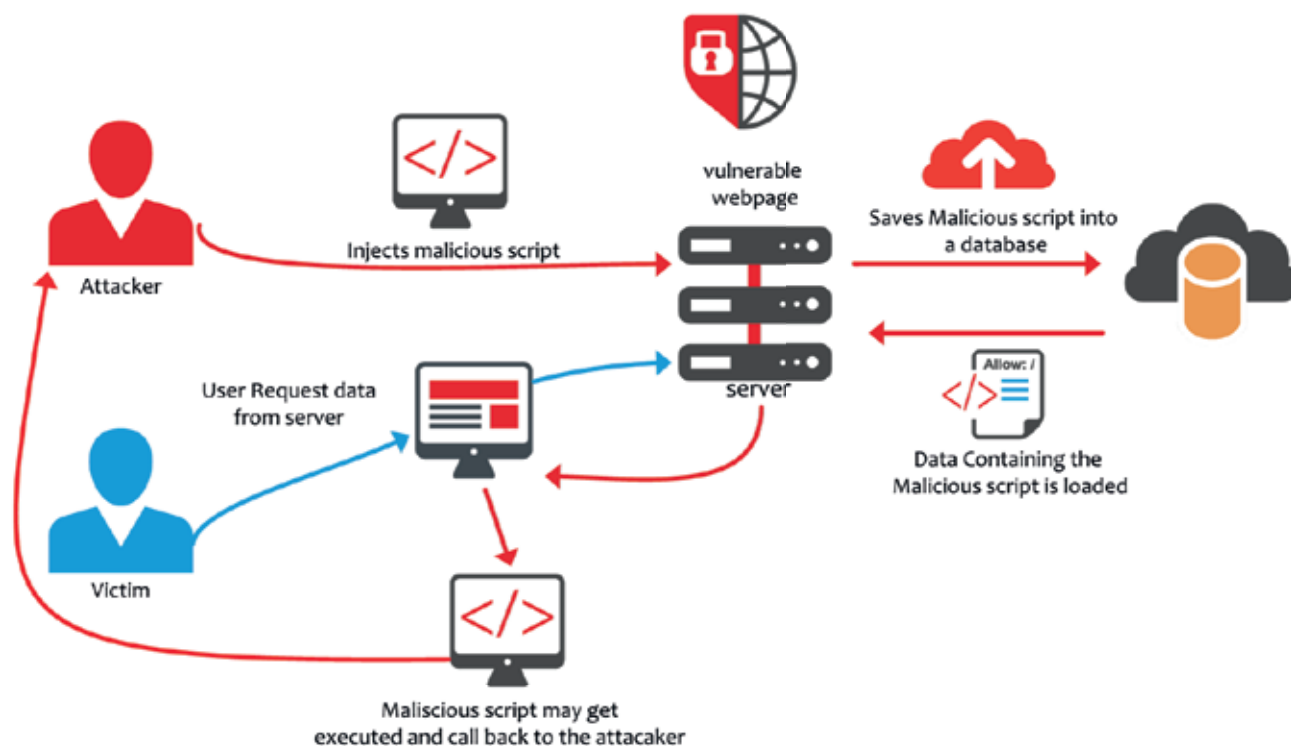 vulnerable
webpage
</>
Injects malicious script
Saves Malicious script into
a database
Attacker
User Request data
from server
server
Allow: /
</>
Data Containing the
Malicious script is loaded
Victim
</>
Maliscious script may get
executed and call back to the attacaker